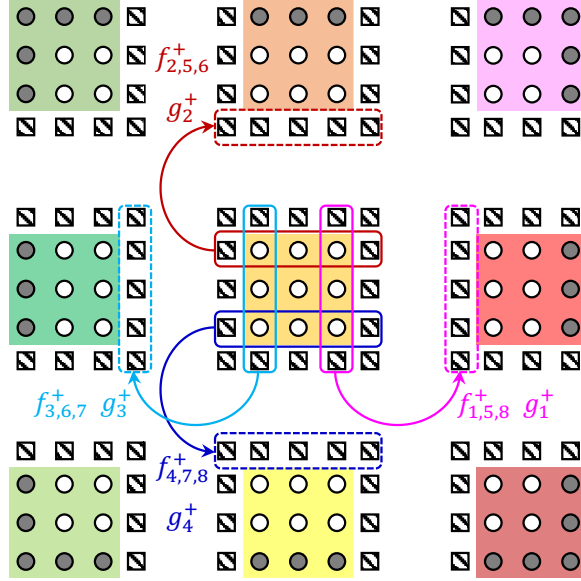 f⁺₂,₅,₆
g⁺₂
f⁺₃,₆,₇ g⁺₃
f⁺₁,₅,₈ g⁺₁
f⁺₄,₇,₈
g⁺₄